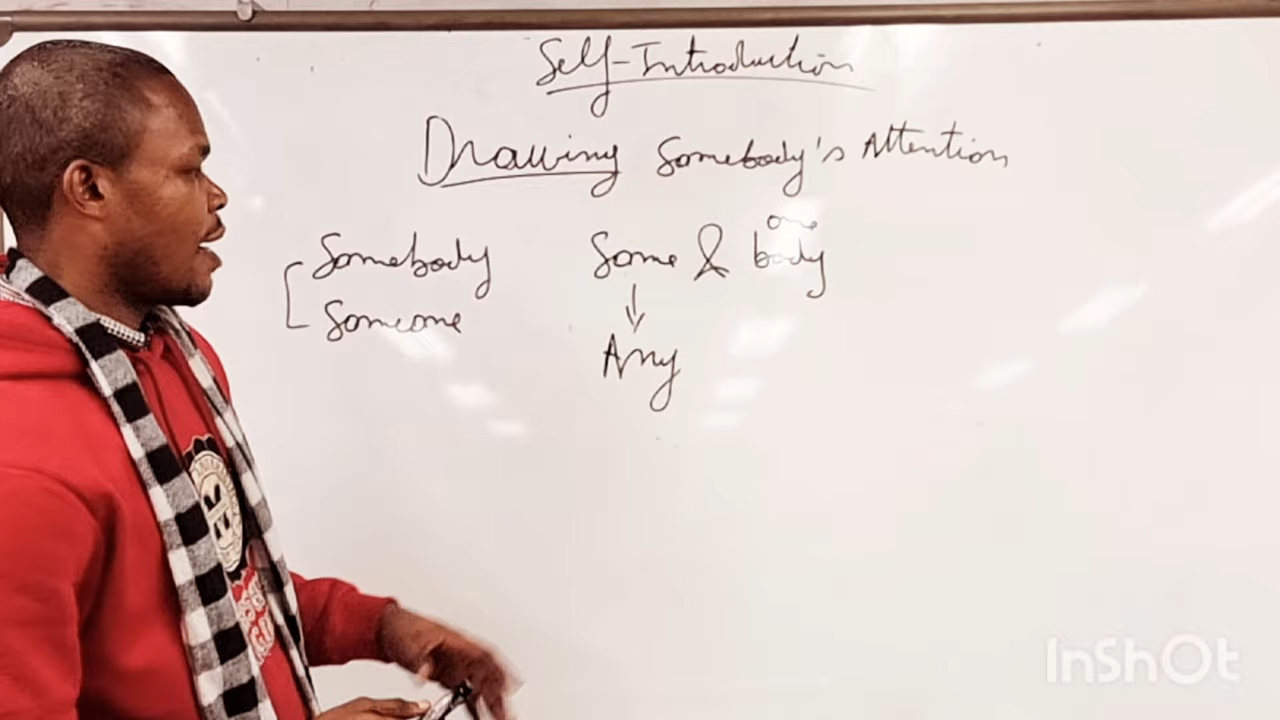 Self-Introduction
Drawing Somebody's Attention
one
Somebody Some & body
Someone
Any
InShOt